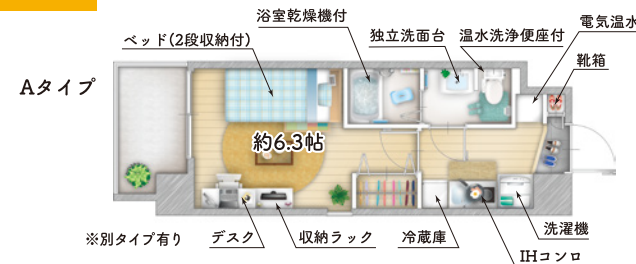 浴室乾燥機付
電気温水
ベッド(2段収納付)
独立洗面台
温水洗浄便座付
靴箱
Aタイプ
約6.3帖
※別タイプ有り
デスク
収納ラック
冷蔵庫
洗濯機
IHコンロ